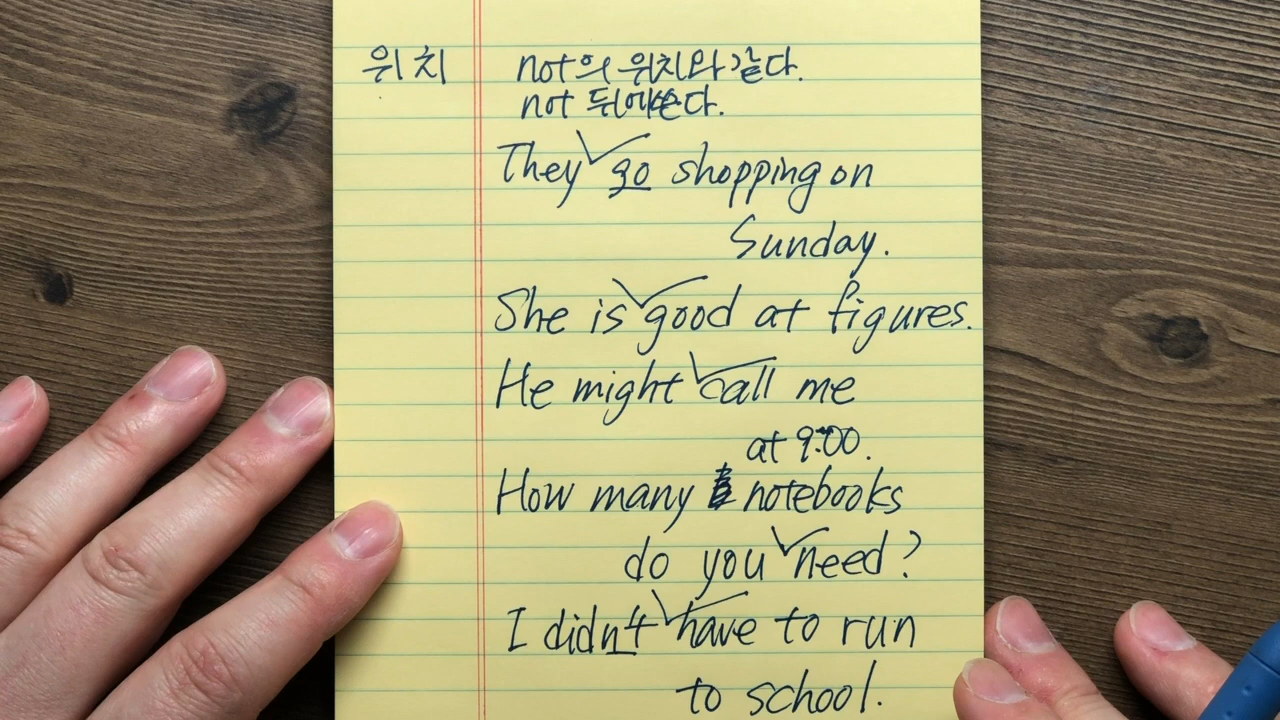 위치 not의 위치와 같다.
not 뒤에 쓴다.
They go shopping on
Sunday.
She is good at figures.
He might call me
at 9:00.
How many notebooks
do you need?
I didn't have to run
to school.